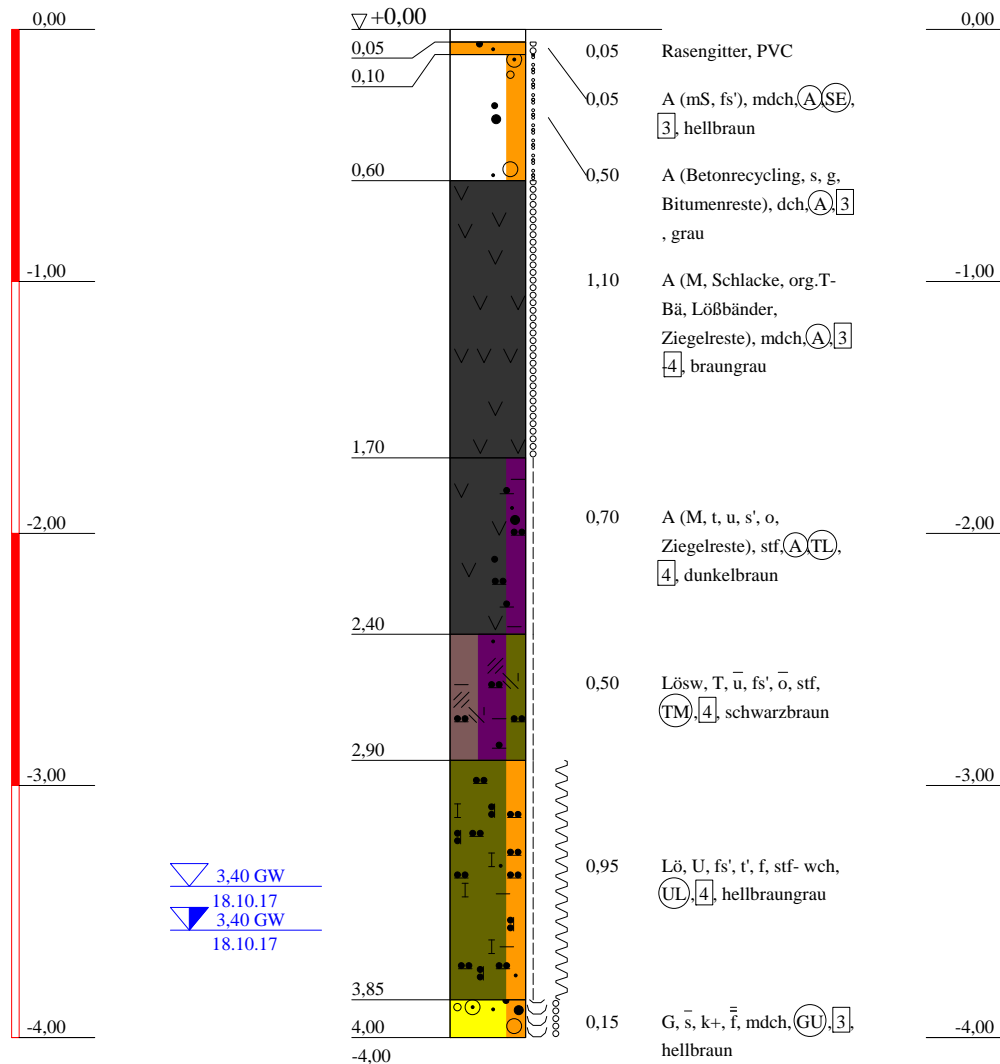 0,00
▽ +0,00
0,00
0,05
0,05 Rasengitter, PVC
0,10
0,05 A (mS, fs'), mdch, A, SE,
3, hellbraun
0,60
0,50 A (Betonrecycling, s, g,
Bitumenreste), dch, A, 3
, grau
-1,00
1,10 A (M, Schlacke, org.T-
-1,00
Bä, Lößbänder,
Ziegelreste), mdch, A, 3
-4, braungrau
1,70
-2,00
0,70 A (M, t, u, s', o,
-2,00
Ziegelreste), stf, A, TL,
4, dunkelbraun
2,40
0,50 Lösw, T, u̅, fs', o̅, stf,
TM, 4, schwarzbraun
2,90
-3,00
-3,00
3,40 GW
18.10.17
0,95 Lö, U, fs', t', f, stf- wch,
UL, 4, hellbraungrau
3,40 GW
18.10.17
3,85
-4,00
4,00
0,15 G, s̅, k+, f̿, mdch, GU, 3,
-4,00
hellbraun
-4,00